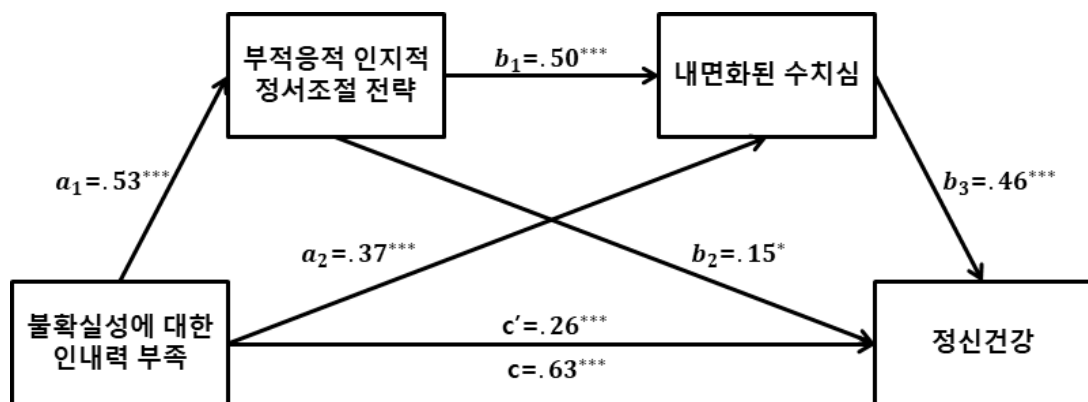 부적응적 인지적
정서조절 전략
b₁=.50***
내면화된 수치심
a₁=.53***
b₃=.46***
a₂=.37***
b₂=.15*
불확실성에 대한
인내력 부족
c′=.26***
c=.63***
정신건강